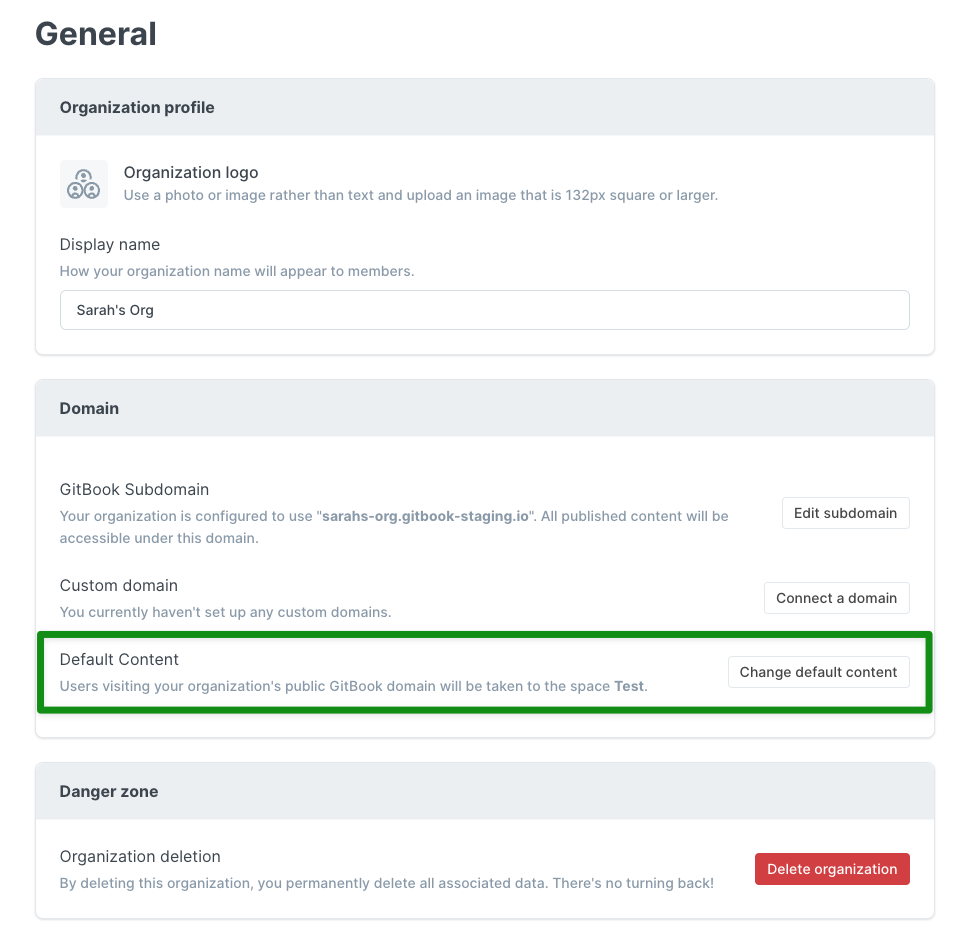 General
Organization profile
Organization logo
Use a photo or image rather than text and upload an image that is 132px square or larger.
Display name
How your organization name will appear to members.
Sarah's Org
Domain
GitBook Subdomain
Your organization is configured to use "sarahs-org.gitbook-staging.io". All published content will be
accessible under this domain.
Edit subdomain
Custom domain
You currently haven't set up any custom domains.
Connect a domain
Default Content
Users visiting your organization's public GitBook domain will be taken to the space Test.
Change default content
Danger zone
Organization deletion
By deleting this organization, you permanently delete all associated data. There's no turning back!
Delete organization